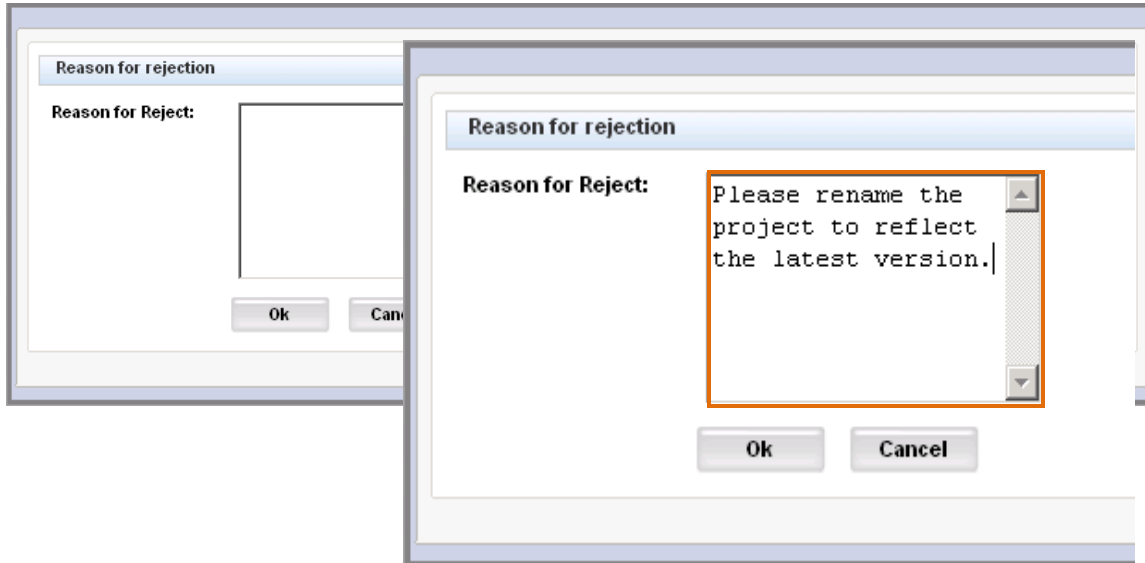 Reason for rejection
Reason for Reject:
Ok
Can
Reason for rejection
Reason for Reject:
Please rename the
project to reflect
the latest version.
Ok Cancel